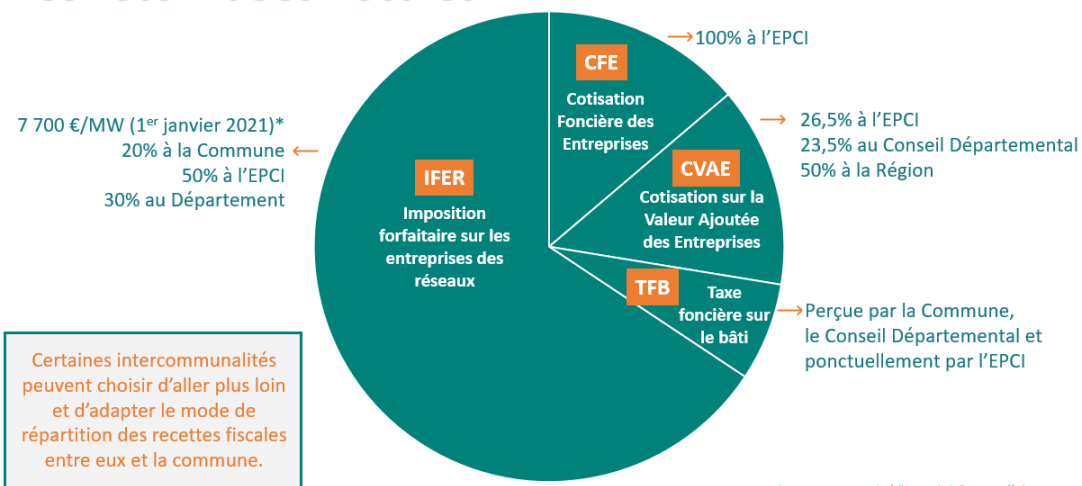 →100% à l'EPCI
CFE
Cotisation
Foncière des
Entreprises
7 700 €/MW (1er janvier 2021)*
20% à la Commune ←
50% à l'EPCI
30% au Département
→ 26,5% à l'EPCI
23,5% au Conseil Départemental
50% à la Région
CVAE
Cotisation sur la
Valeur Ajoutée
des Entreprises
IFER
Imposition
forfaitaire sur les
entreprises des
réseaux
TFB
Taxe
foncière sur
le bâti
→Perçue par la Commune,
le Conseil Départemental et
ponctuellement par l'EPCI
Certaines intercommunalités
peuvent choisir d'aller plus loin
et d'adapter le mode de
répartition des recettes fiscales
entre eux et la commune.